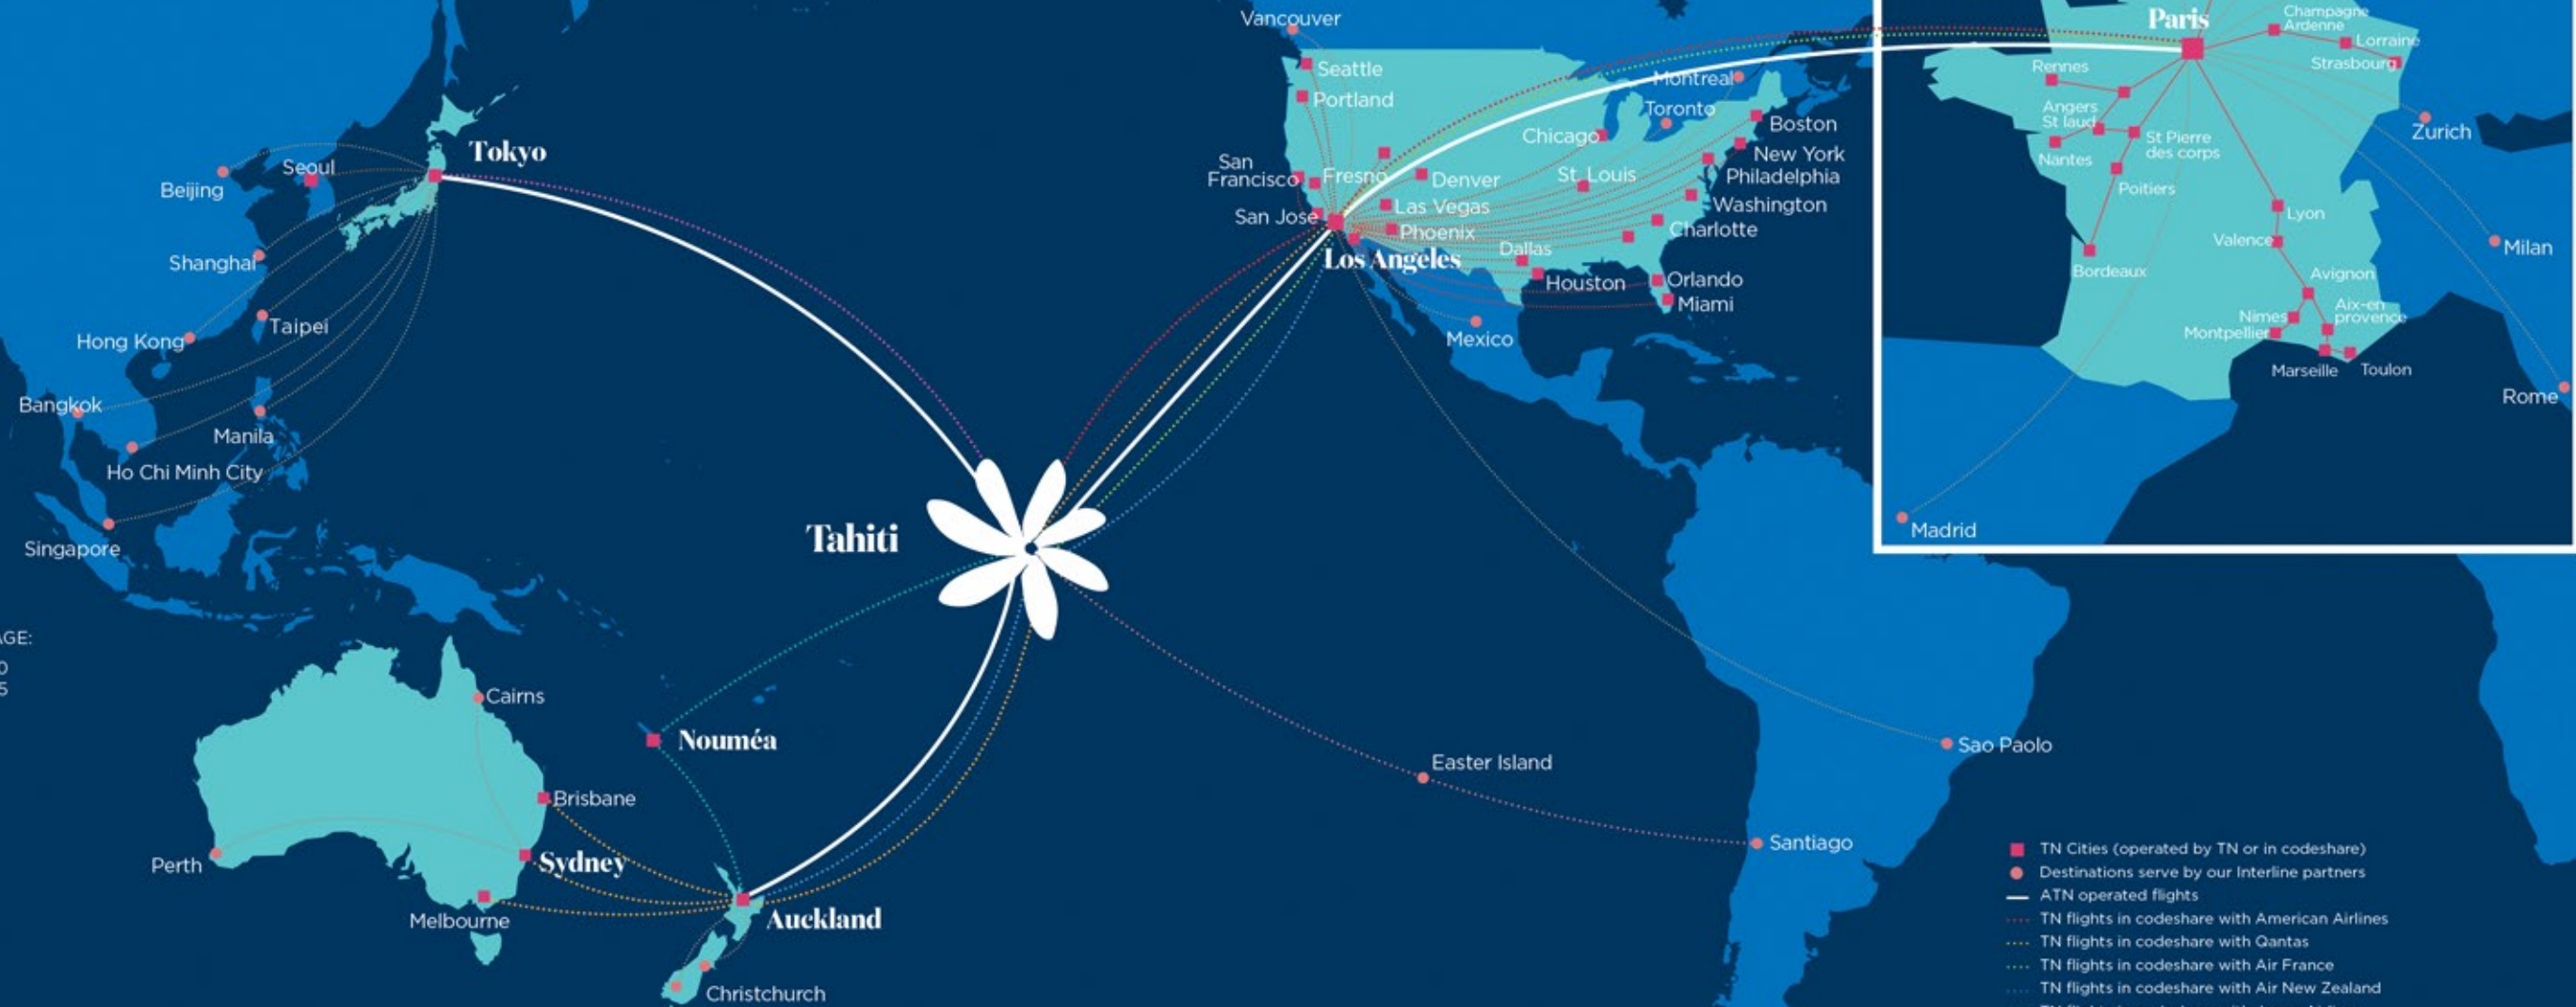 Vancouver
Seattle
Portland
Montreal
Toronto
Chicago
Boston
New York
Philadelphia
San
Francisco
Fresno
Denver
St. Louis
Washington
San Jose
Las Vegas
Phoenix
Charlotte
Los Angeles
Dallas
Houston
Orlando
Miami
Mexico
Paris
Champagne
Ardenne
Lorraine
Strasbourg
Rennes
Angers
St laud
St Pierre
des corps
Nantes
Poitiers
Zurich
Lyon
Valence
Milan
Bordeaux
Avignon
Aix-en
provence
Nimes
Montpellier
Marseille
Toulon
Rome
Madrid
Tokyo
Seoul
Beijing
Shanghai
Taipei
Hong Kong
Bangkok
Manila
Ho Chi Minh City
Singapore
Tahiti
AGE:
0
5
Cairns
Nouméa
Brisbane
Perth
Sydney
Melbourne
Auckland
Christchurch
Easter Island
Sao Paolo
Santiago
TN Cities (operated by TN or in codeshare)
Destinations serve by our Interline partners
ATN operated flights
TN flights in codeshare with American Airlines
TN flights in codeshare with Qantas
TN flights in codeshare with Air France
TN flights in codeshare with Air New Zealand